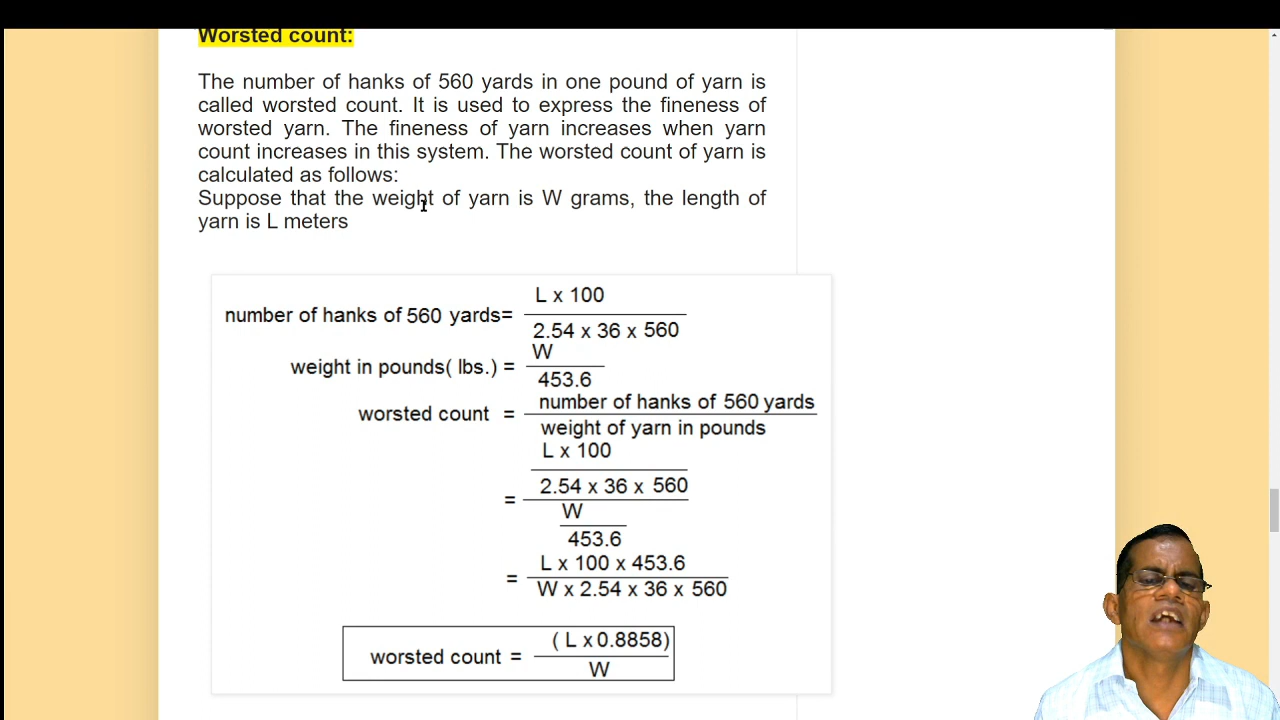 Worsted count:
The number of hanks of 560 yards in one pound of yarn is
called worsted count. It is used to express the fineness of
worsted yarn. The fineness of yarn increases when yarn
count increases in this system. The worsted count of yarn is
calculated as follows:
Suppose that the weight of yarn is W grams, the length of
yarn is L meters
L x 100
number of hanks of 560 yards=
2.54 x 36 x 560
W
weight in pounds( lbs.) =
453.6
number of hanks of 560 yards
worsted count =
weight of yarn in pounds
L x 100
2.54 x 36 x 560
=
W
453.6
L x 100 x 453.6
=
W x 2.54 x 36 x 560
( L x 0.8858)
worsted count =
W